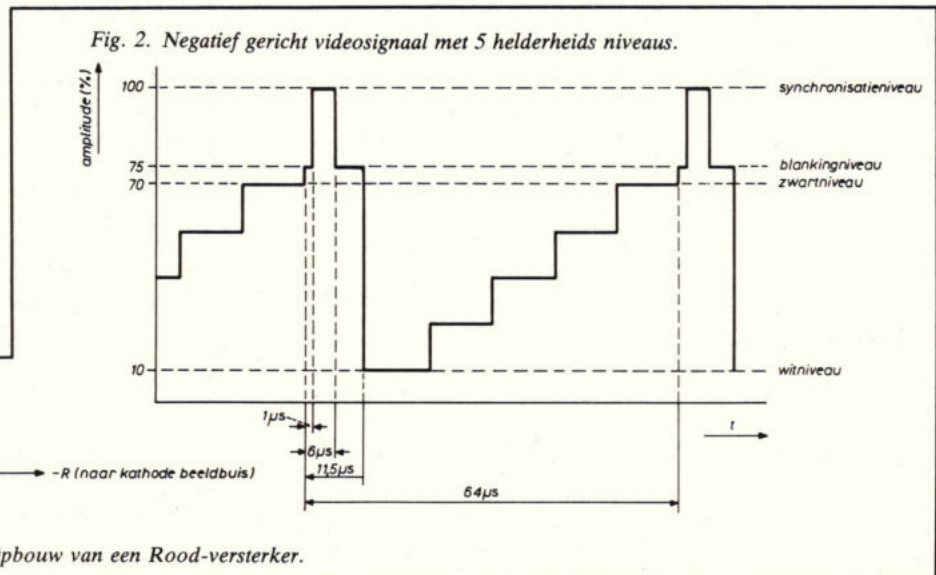 Fig. 2. Negatief gericht videosignaal met 5 helderheids niveaus.
amplitude (%)
100
synchronisatieniveau
75
blankingniveau
70
zwartniveau
10
witniveau
1µs
6µs
11,5µs
t
-R (naar kathode beeldbuis)
64µs
pbouw van een Rood-versterker.